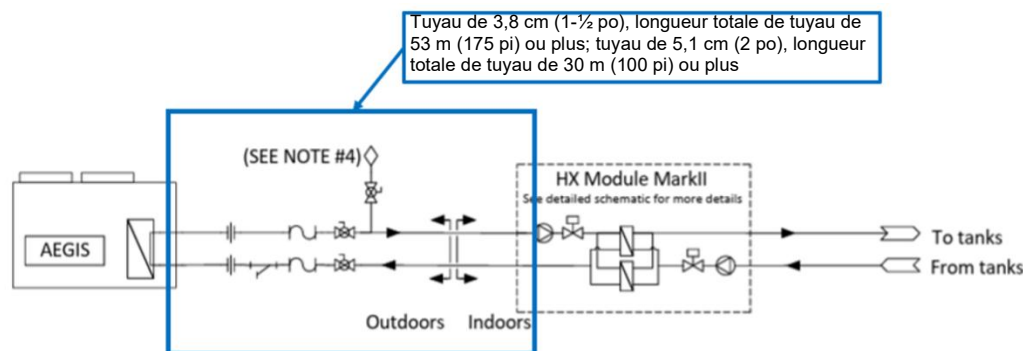 Tuyau de 3,8 cm (1-½ po), longueur totale de tuyau de
53 m (175 pi) ou plus; tuyau de 5,1 cm (2 po), longueur
totale de tuyau de 30 m (100 pi) ou plus
(SEE NOTE #4)
HX Module MarkII
See detailed schematic for more details
AEGIS
To tanks
From tanks
Outdoors
Indoors